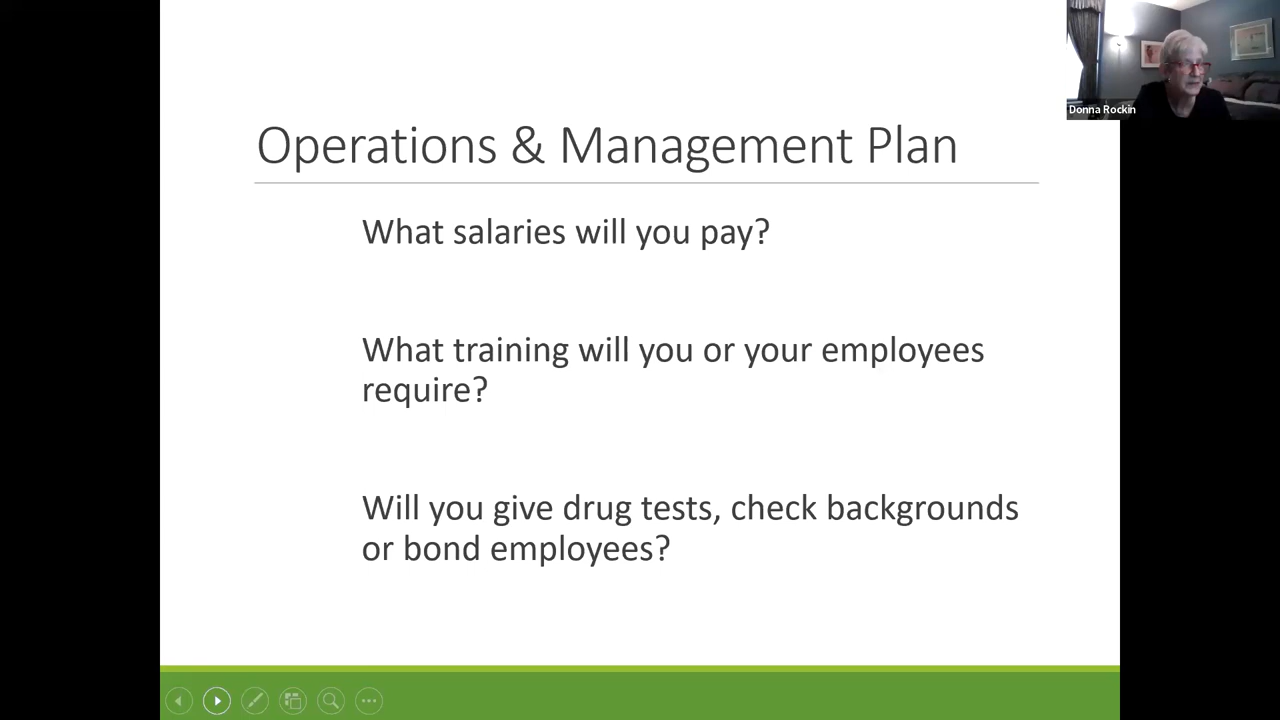 Donna Rockin
Operations & Management Plan
What salaries will you pay?
What training will you or your employees
require?
Will you give drug tests, check backgrounds
or bond employees?